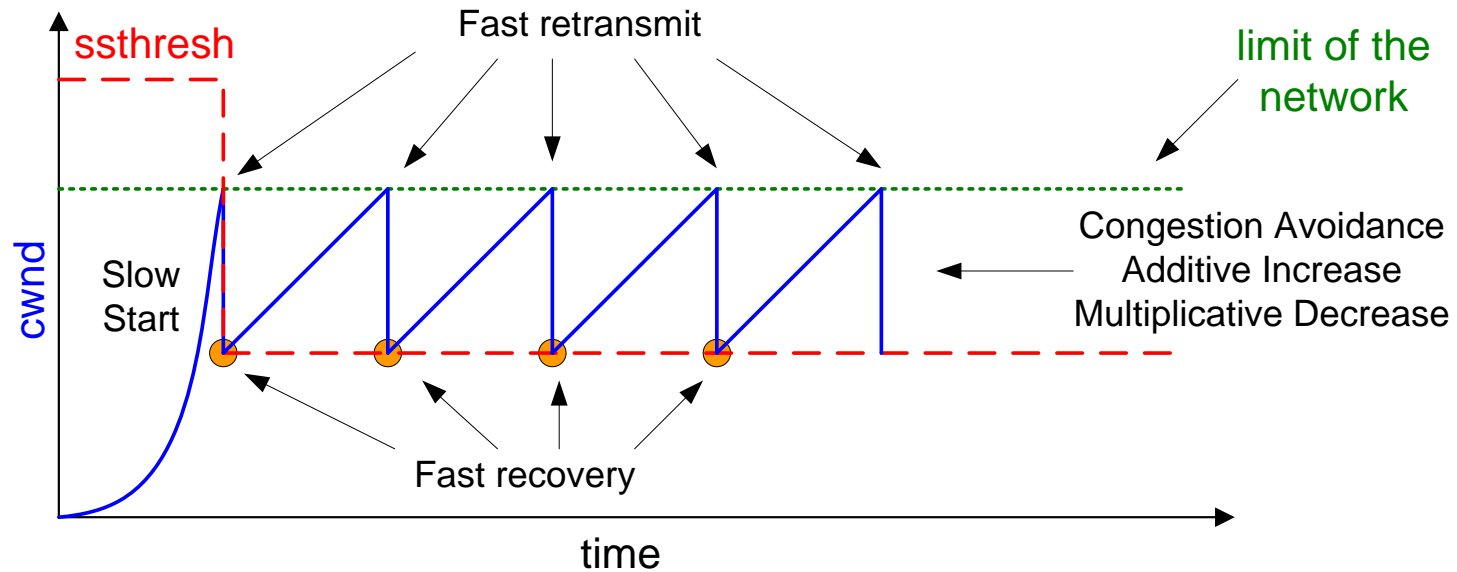 Fast retransmit
ssthresh
limit of the
network
cwnd
Slow
Start
Congestion Avoidance
Additive Increase
Multiplicative Decrease
Fast recovery
time